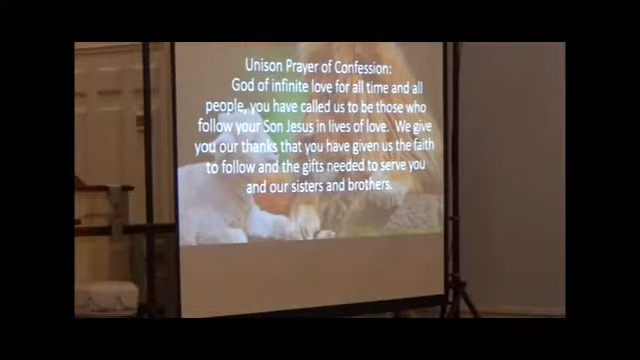 Unison Prayer of Confession:
God of infinite love for all time and all
people, you have called us to be those who
follow your Son Jesus in lives of love.  We give
you our thanks that you have given us the faith
to follow and the gifts needed to serve you
and our sisters and brothers.